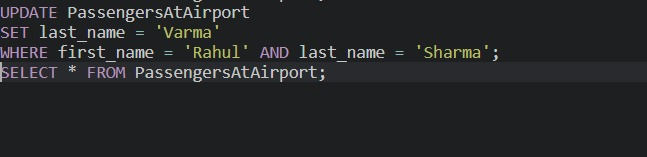 UPDATE PassengersAtAirport
SET last_name = 'Varma'
WHERE first_name = 'Rahul' AND last_name = 'Sharma';
SELECT * FROM PassengersAtAirport;